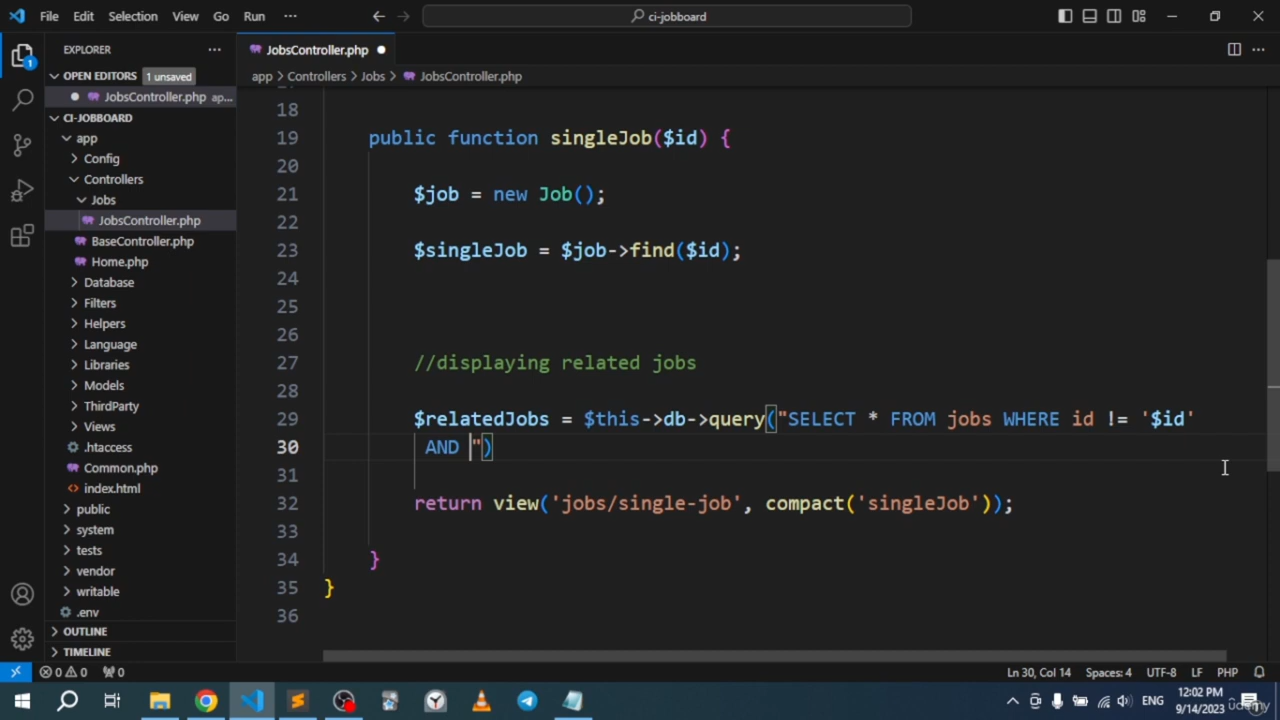 File Edit Selection View Go Run ··· ci-jobboard
EXPLORER ··· JobsController.php
OPEN EDITORS 1 unsaved app > Controllers > Jobs > JobsController.php
JobsController.php ap...
CI-JOBBOARD
app
Config
Controllers
Jobs
JobsController.php
BaseController.php
Home.php
Database
Filters
Helpers
Language
Libraries
Models
ThirdParty
Views
.htaccess
Common.php
index.html
public
system
tests
vendor
writable
.env
OUTLINE
TIMELINE
18
19 public function singleJob($id) {
20
21 $job = new Job();
22
23 $singleJob = $job->find($id);
24
25
26
27 //displaying related jobs
28
29 $relatedJobs = $this->db->query("SELECT * FROM jobs WHERE id != '$id'
30 AND ")
31
32 return view('jobs/single-job', compact('singleJob'));
33
34 }
35 }
36
0 0 0 Ln 30, Col 14 Spaces: 4 UTF-8 LF PHP
ENG 12:02 PM 9/14/2023
udemy